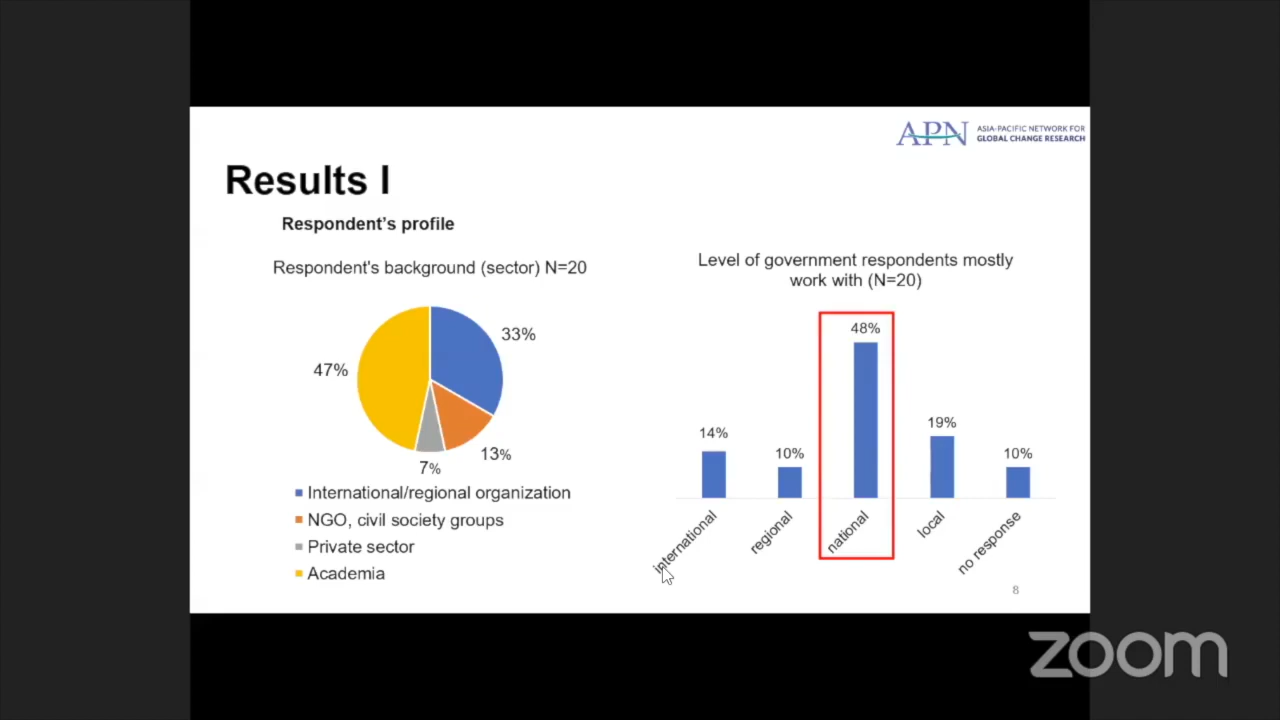 APN
ASIA-PACIFIC NETWORK FOR
GLOBAL CHANGE RESEARCH
Results I
Respondent's profile
Respondent's background (sector) N=20
33%
47%
13%
7%
International/regional organization
NGO, civil society groups
Private sector
Academia
Level of government respondents mostly
work with (N=20)
48%
14%
10%
19%
10%
international
regional
national
local
no response
8
zoom